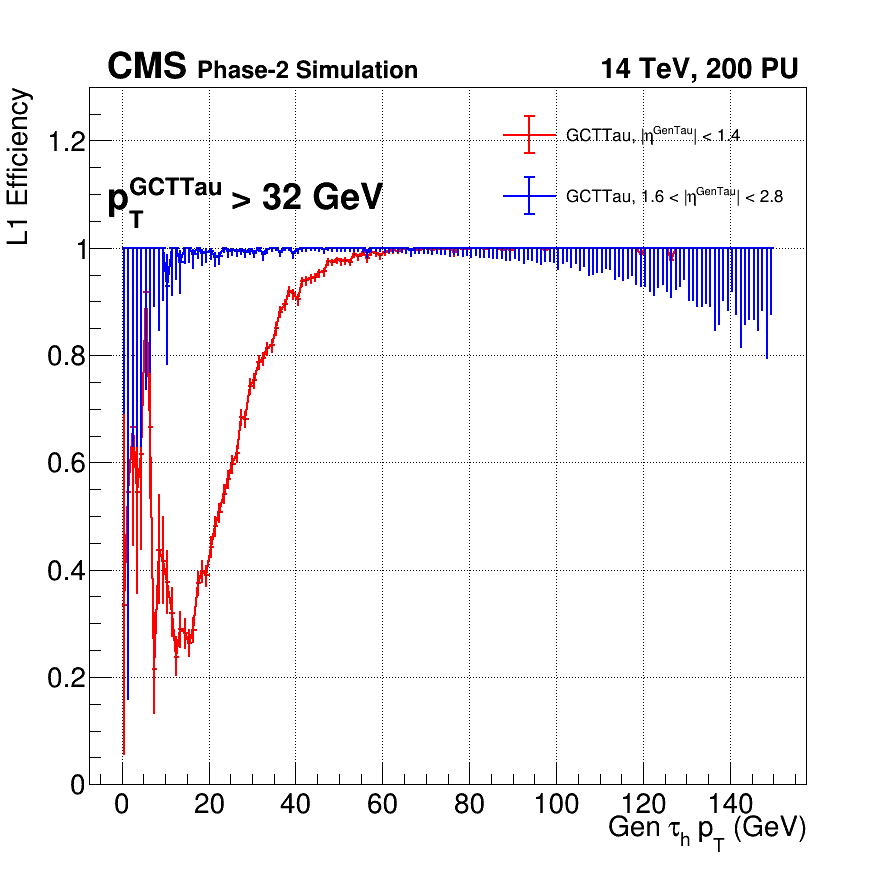 CMS Phase-2 Simulation 14 TeV, 200 PU
L1 Efficiency
GCTTau, |η^GenTau| < 1.4
GCTTau, 1.6 < |η^GenTau| < 2.8
p_T^GCTTau > 32 GeV
1.2
1
0.8
0.6
0.4
0.2
0
0 20 40 60 80 100 120 140
Gen τ_h p_T (GeV)